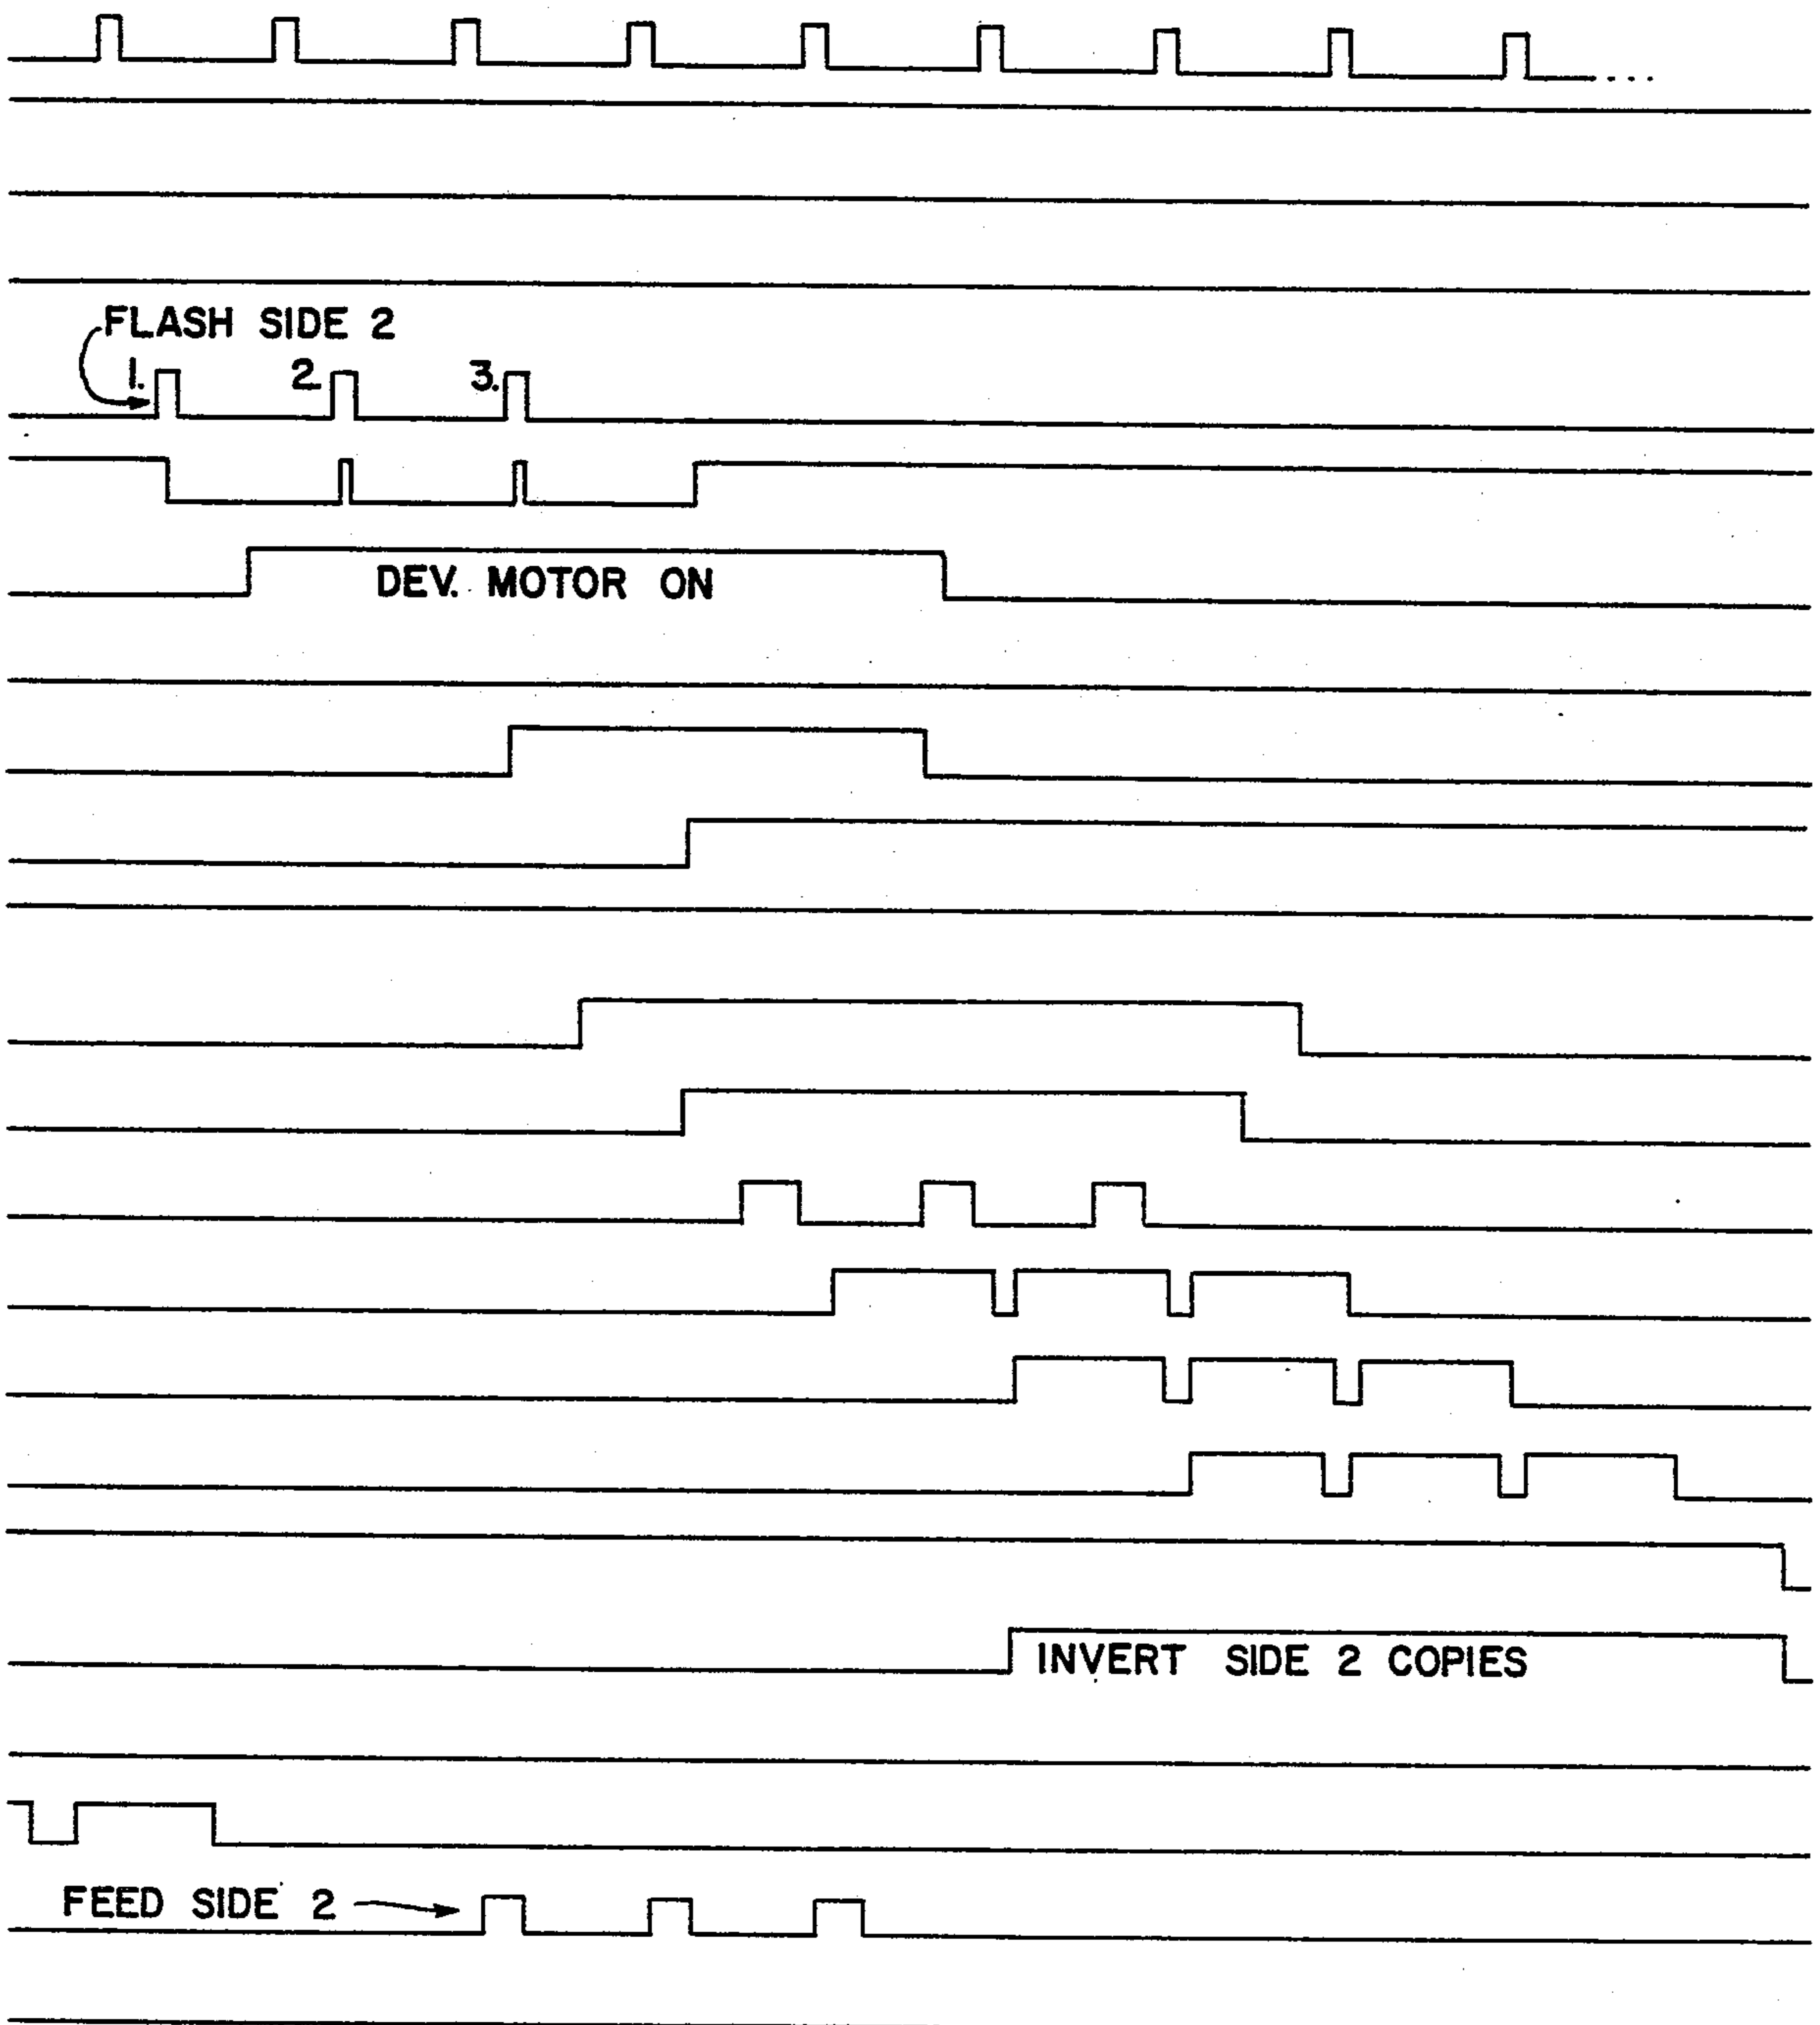 FLASH SIDE 2
1. 2. 3.
DEV. MOTOR ON
INVERT SIDE 2 COPIES
FEED SIDE 2